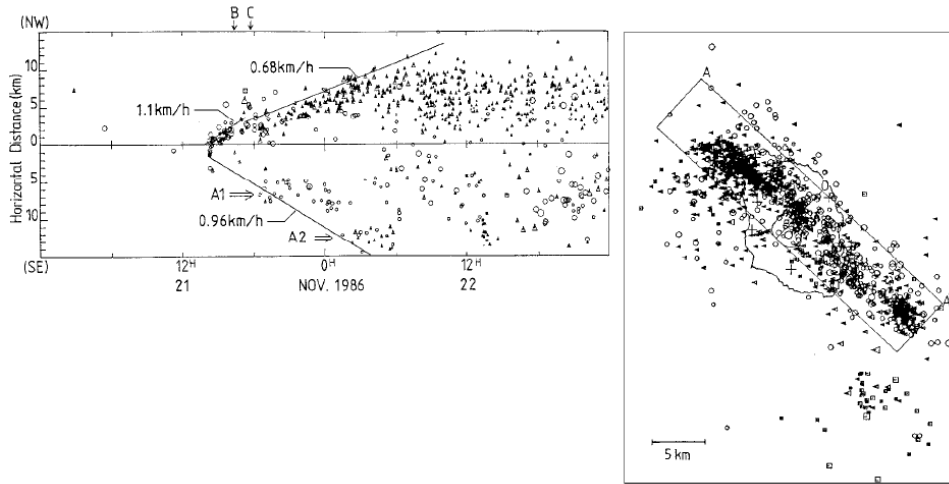 (NW)
B C
10
5
0
5
10
(SE)
Horizontal Distance(km)
0.68km/h
1.1km/h
A1
0.96km/h
A2
12H 0H 12H
21 NOV. 1986 22
A
5 km